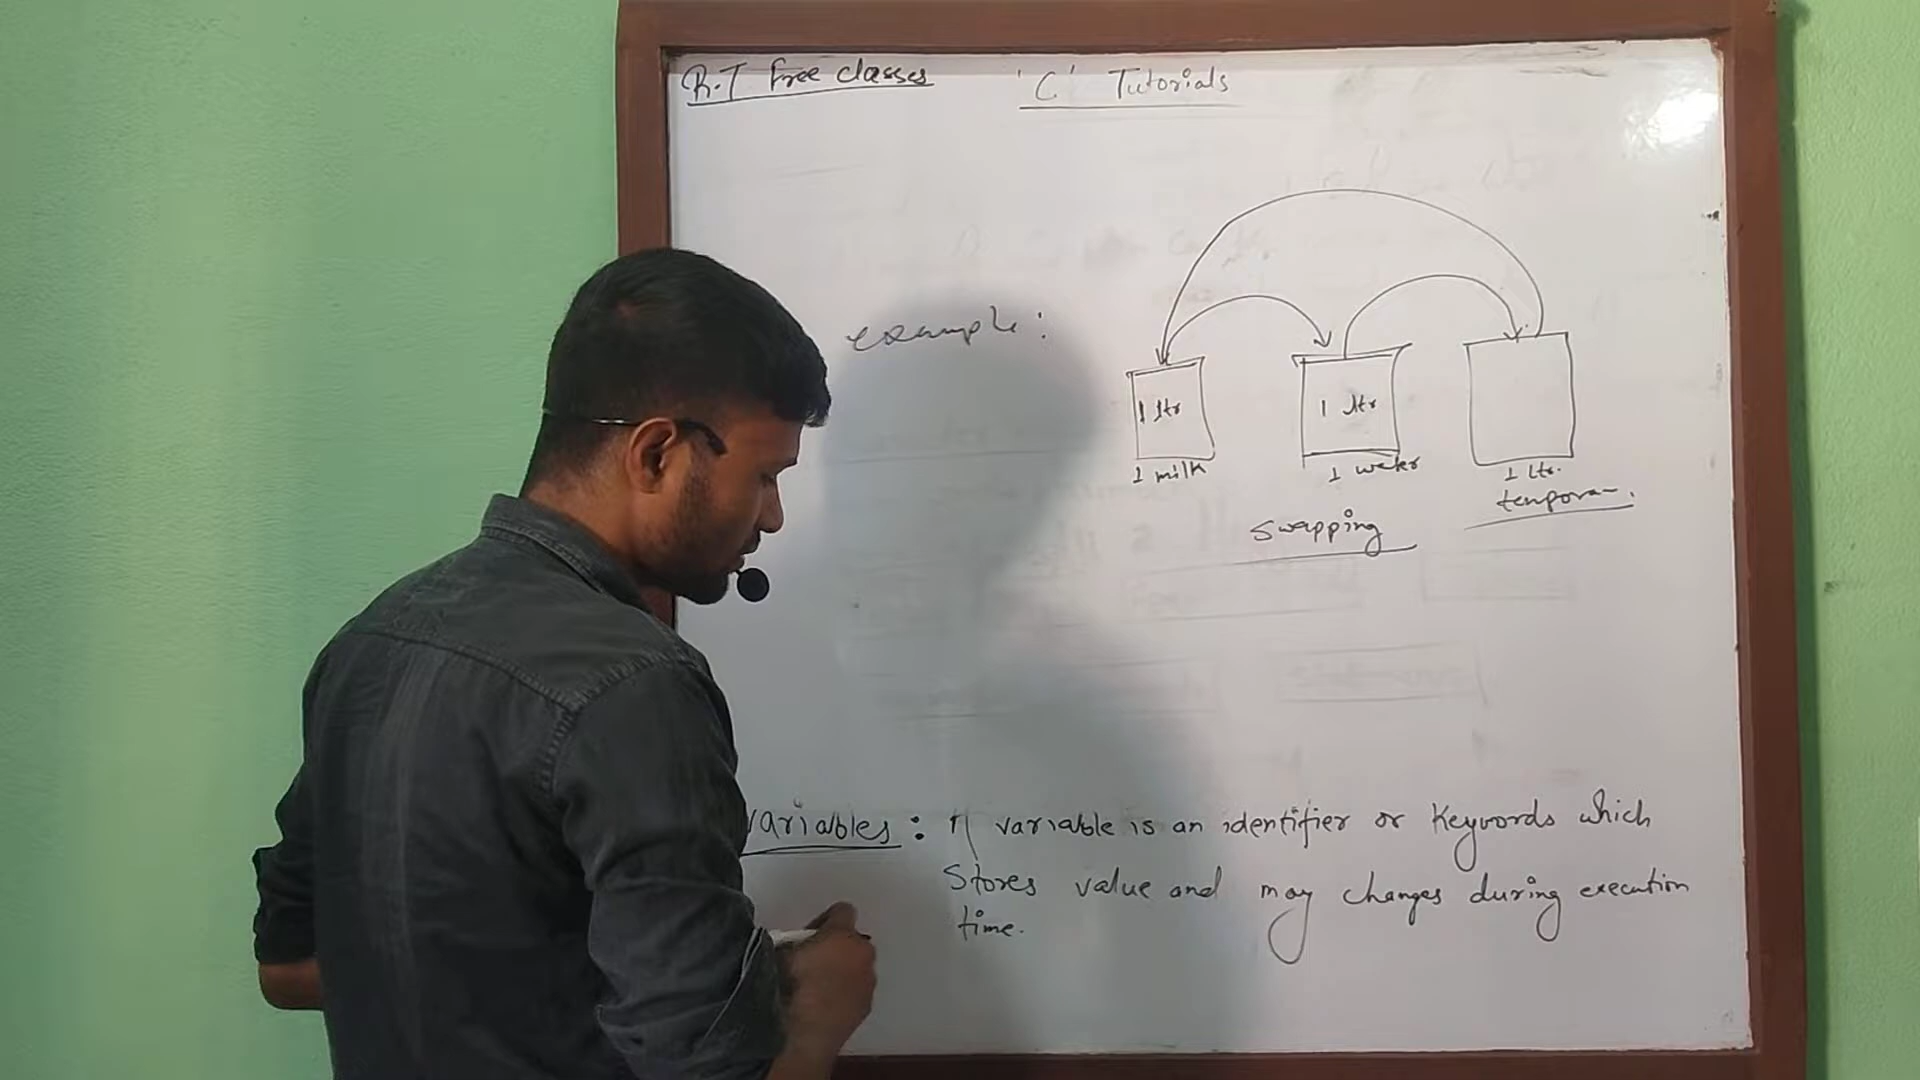 R.T Free classes 'C' Tutorials
example:
1 ltr 1 ltr
1 milk 1 water 1 ltr.
swapping
variables: A variable is an identifier or Keywords which
Stores value and may changes during execution
time.